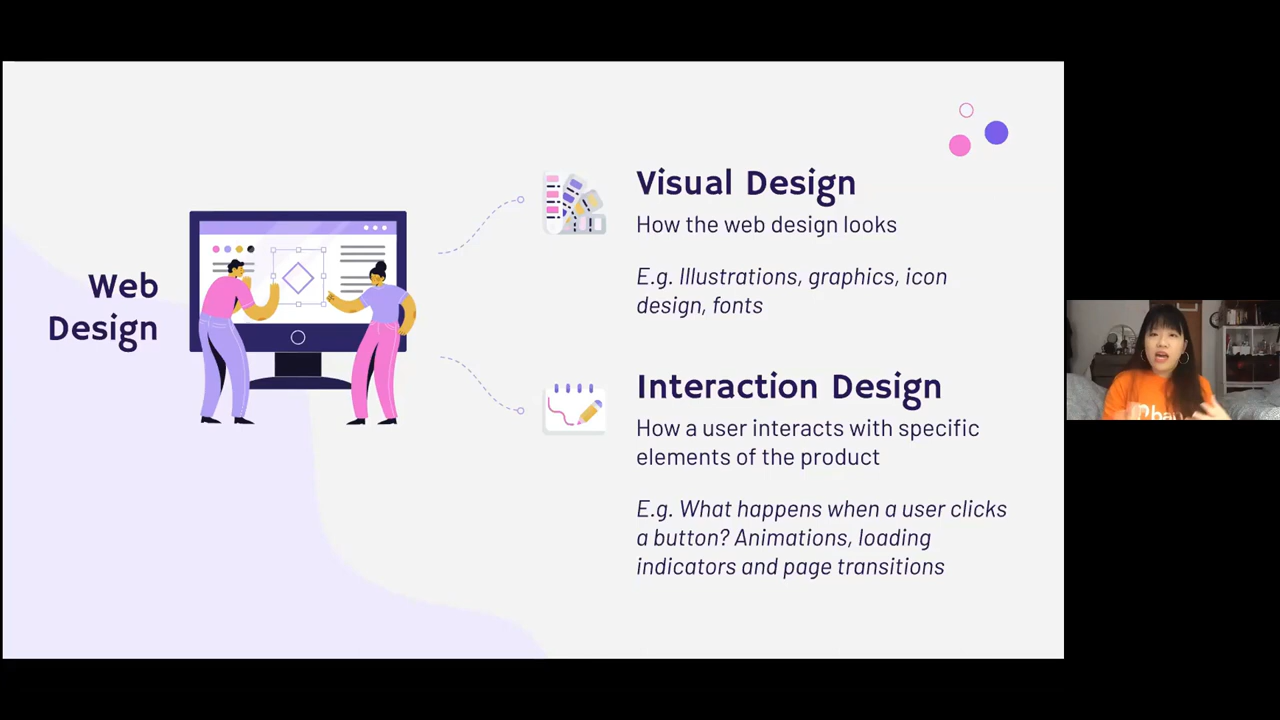 Web
Design
Visual Design
How the web design looks
E.g. Illustrations, graphics, icon
design, fonts
Interaction Design
How a user interacts with specific
elements of the product
E.g. What happens when a user clicks
a button? Animations, loading
indicators and page transitions